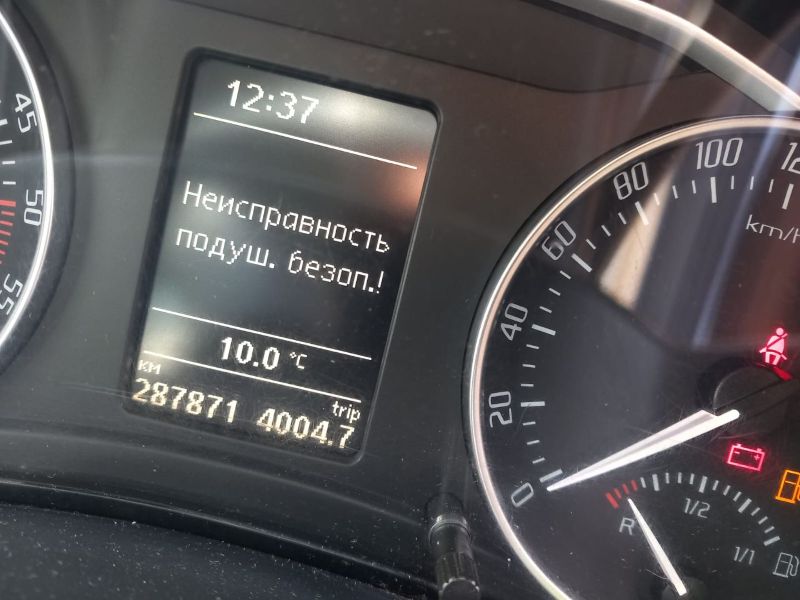 12:37
Неисправность
подуш. безоп.!
10.0 °C
км
trip
287871 4004.7
45
50
55
0
20
40
60
80
100
km/h
R
1/2
1/1